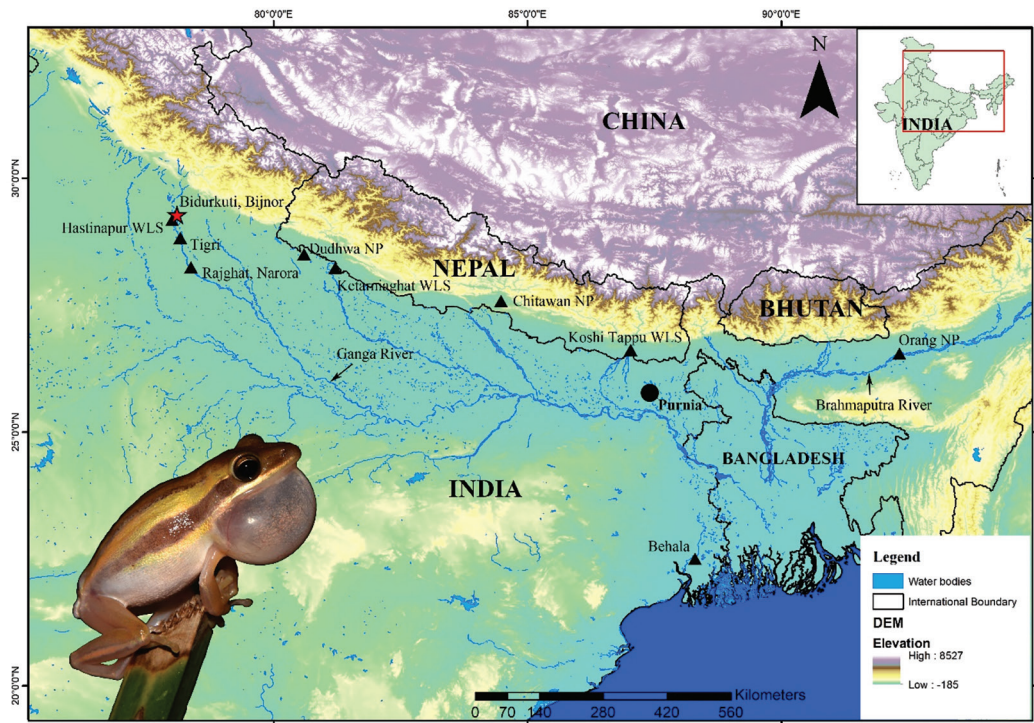 80°0'0"E
85°0'0"E
90°0'0"E
N
CHINA
INDIA
30°0'0"N
Bidurkuti, Bijnor
Hastinapur WLS
Tigri
Dudhwa NP
Rajghat, Narora
NEPAL
Ketarniaghat WLS
Chitawan NP
BHUTAN
Koshi Tappu WLS
Orang NP
Ganga River
Purnia
Brahmaputra River
25°0'0"N
BANGLADESH
INDIA
Behala
Legend
Water bodies
International Boundary
DEM
Elevation
High : 8527
Low : -185
20°0'0"N
Kilometers
0 70 140 280 420 560